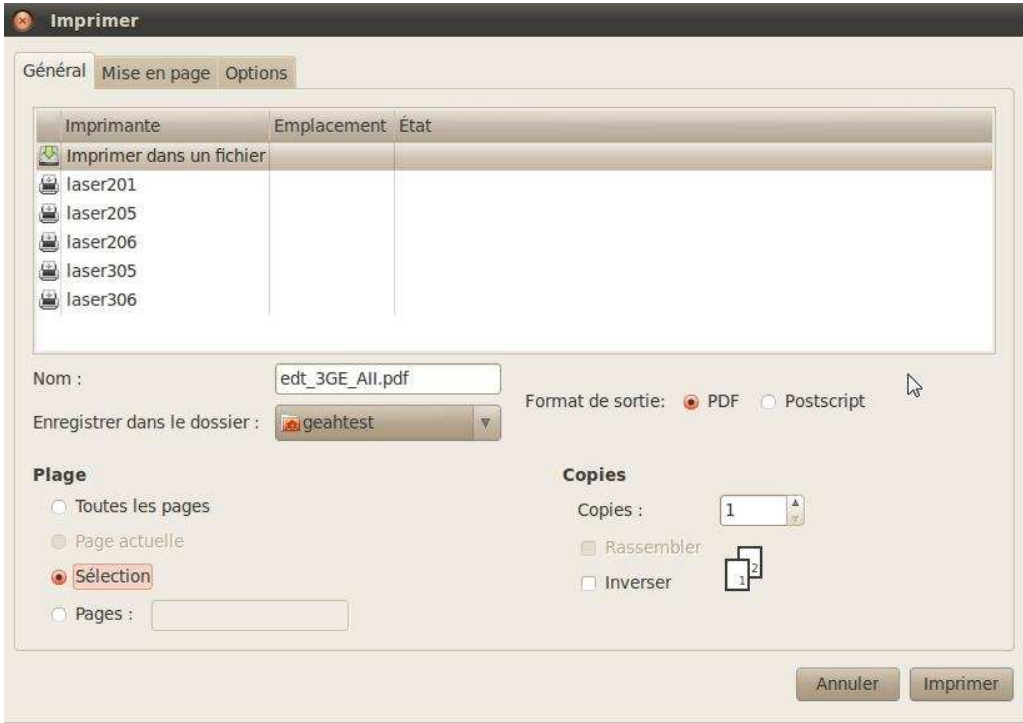 Imprimer
Général Mise en page Options
Imprimante Emplacement État
Imprimer dans un fichier
laser201
laser205
laser206
laser305
laser306
Nom : edt_3GE_AII.pdf
Format de sortie: PDF Postscript
Enregistrer dans le dossier : geahtest
Plage Copies
Toutes les pages Copies : 1
Page actuelle Rassembler
Sélection Inverser 1 2
Pages :
Annuler Imprimer